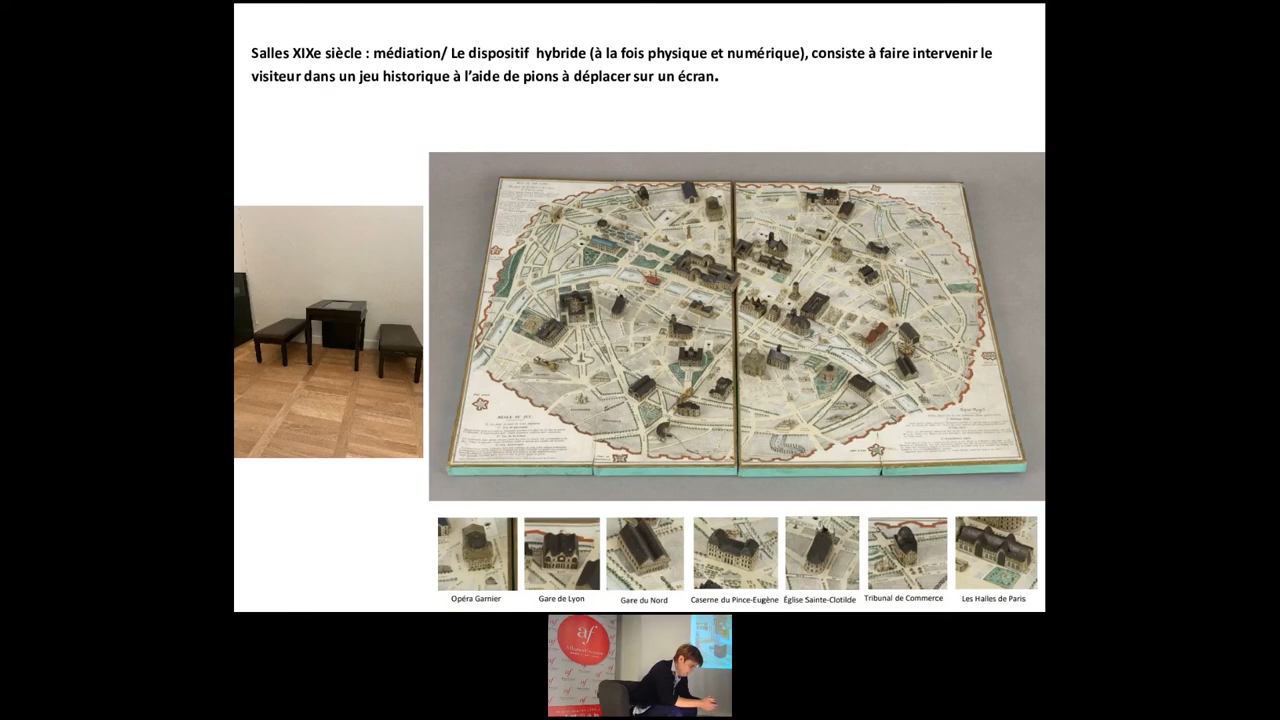 Salles XIXe siècle : médiation/ Le dispositif hybride (à la fois physique et numérique), consiste à faire intervenir le
visiteur dans un jeu historique à l’aide de pions à déplacer sur un écran.
Opéra Garnier
Gare de Lyon
Gare du Nord
Caserne du Pince-Eugène
Église Sainte-Clotilde
Tribunal de Commerce
Les Halles de Paris
af